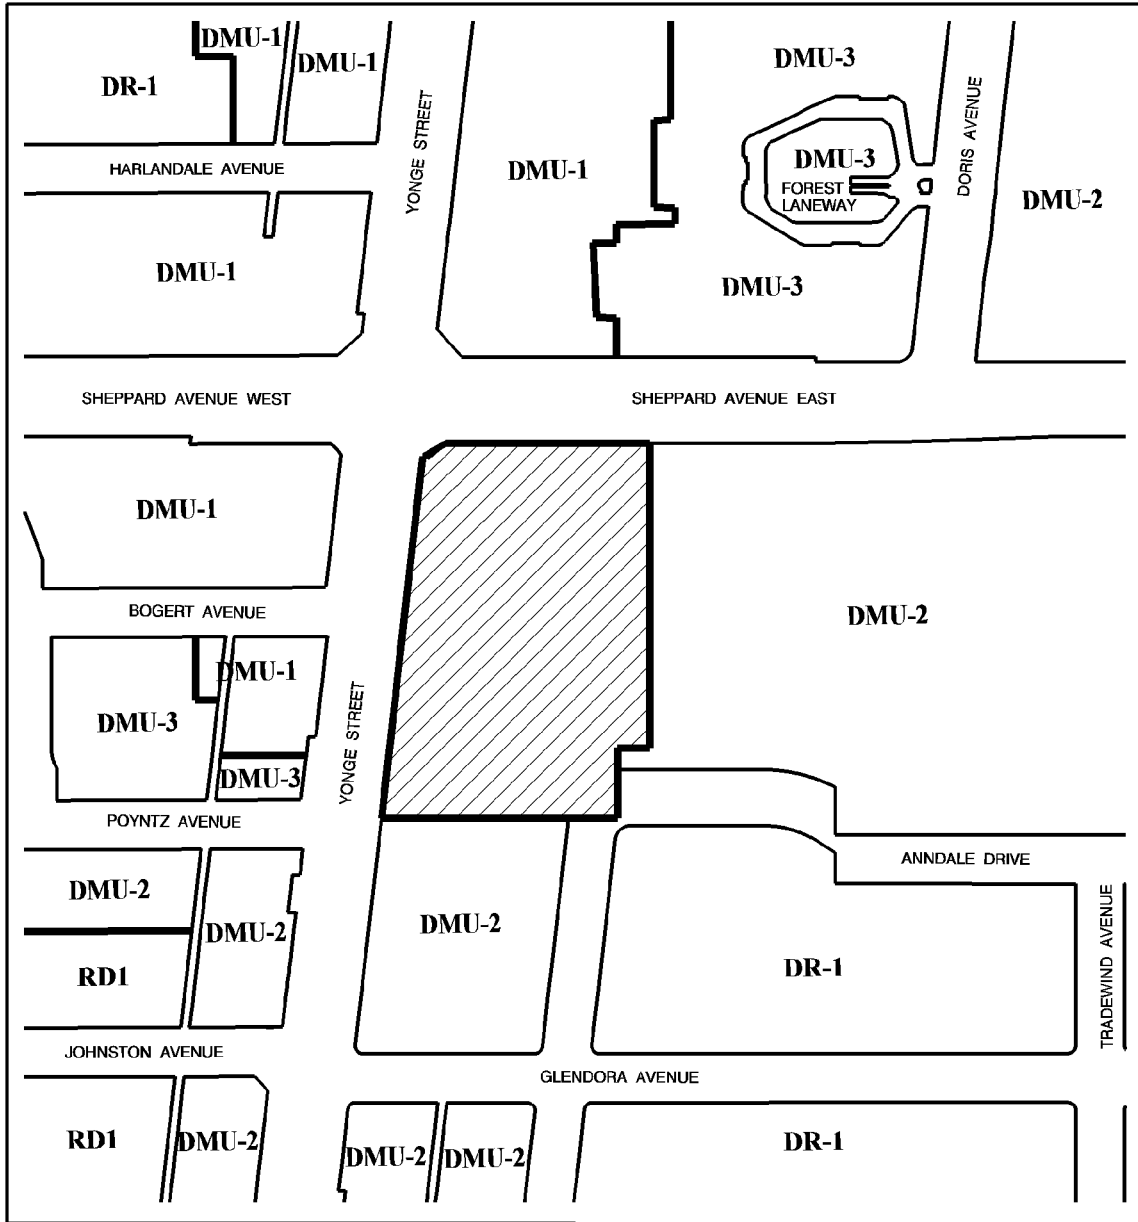 DMU-1
DMU-1
DR-1
DMU-3
YONGE STREET
DORIS AVENUE
HARLANDALE AVENUE
DMU-1
DMU-3
FOREST
LANEWAY
DMU-2
DMU-1
DMU-3
SHEPPARD AVENUE WEST
SHEPPARD AVENUE EAST
DMU-1
BOGERT AVENUE
DMU-2
DMU-1
DMU-3
YONGE STREET
DMU-3
POYNTZ AVENUE
ANNDALE DRIVE
DMU-2
DMU-2
DMU-2
TRADEWIND AVENUE
RD1
DR-1
JOHNSTON AVENUE
GLENDORA AVENUE
RD1
DMU-2
DMU-2
DMU-2
DR-1